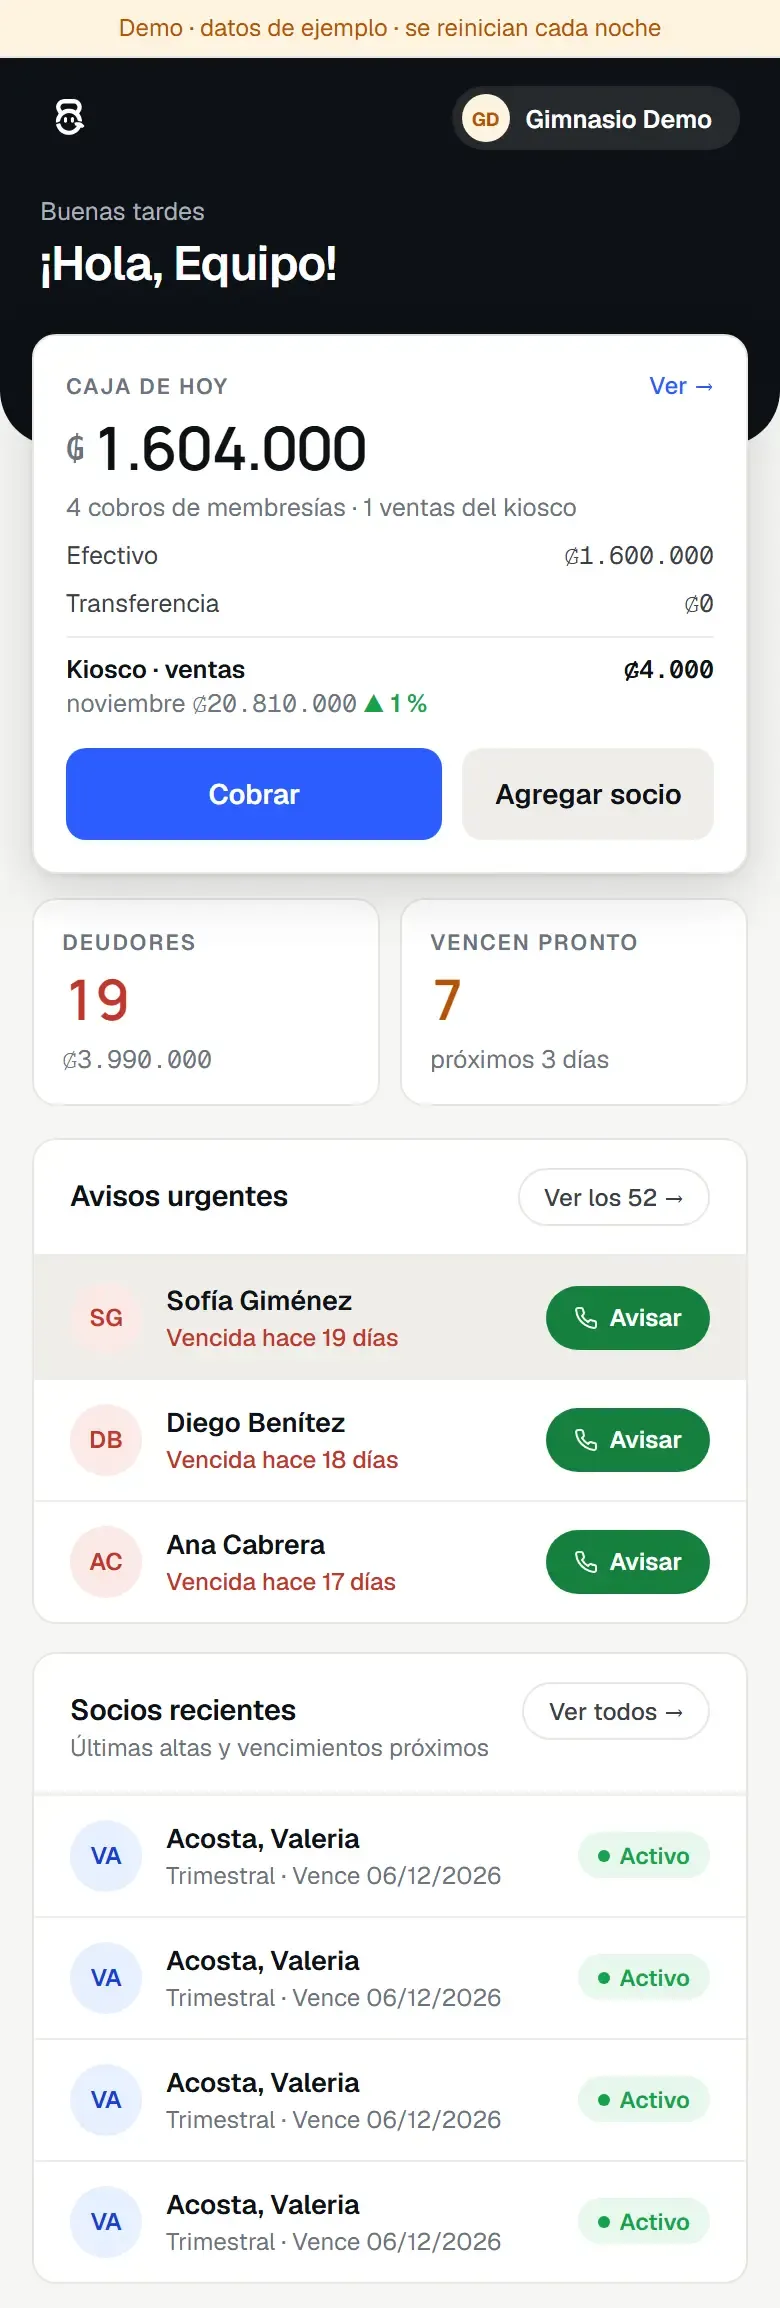 Demo · datos de ejemplo · se reinician cada noche
GD Gimnasio Demo
Buenas tardes
¡Hola, Equipo!
CAJA DE HOY Ver →
₲ 1.604.000
4 cobros de membresías · 1 ventas del kiosco
Efectivo ₲1.600.000
Transferencia ₲0
Kiosco · ventas ₲4.000
noviembre ₲20.810.000 ▲ 1 %
Cobrar Agregar socio
DEUDORES
19
₲3.990.000
VENCEN PRONTO
7
próximos 3 días
Avisos urgentes Ver los 52 →
SG Sofía Giménez
Vencida hace 19 días
Avisar
DB Diego Benítez
Vencida hace 18 días
Avisar
AC Ana Cabrera
Vencida hace 17 días
Avisar
Socios recientes Ver todos →
Últimas altas y vencimientos próximos
VA Acosta, Valeria
Trimestral · Vence 06/12/2026
Activo
VA Acosta, Valeria
Trimestral · Vence 06/12/2026
Activo
VA Acosta, Valeria
Trimestral · Vence 06/12/2026
Activo
VA Acosta, Valeria
Trimestral · Vence 06/12/2026
Activo